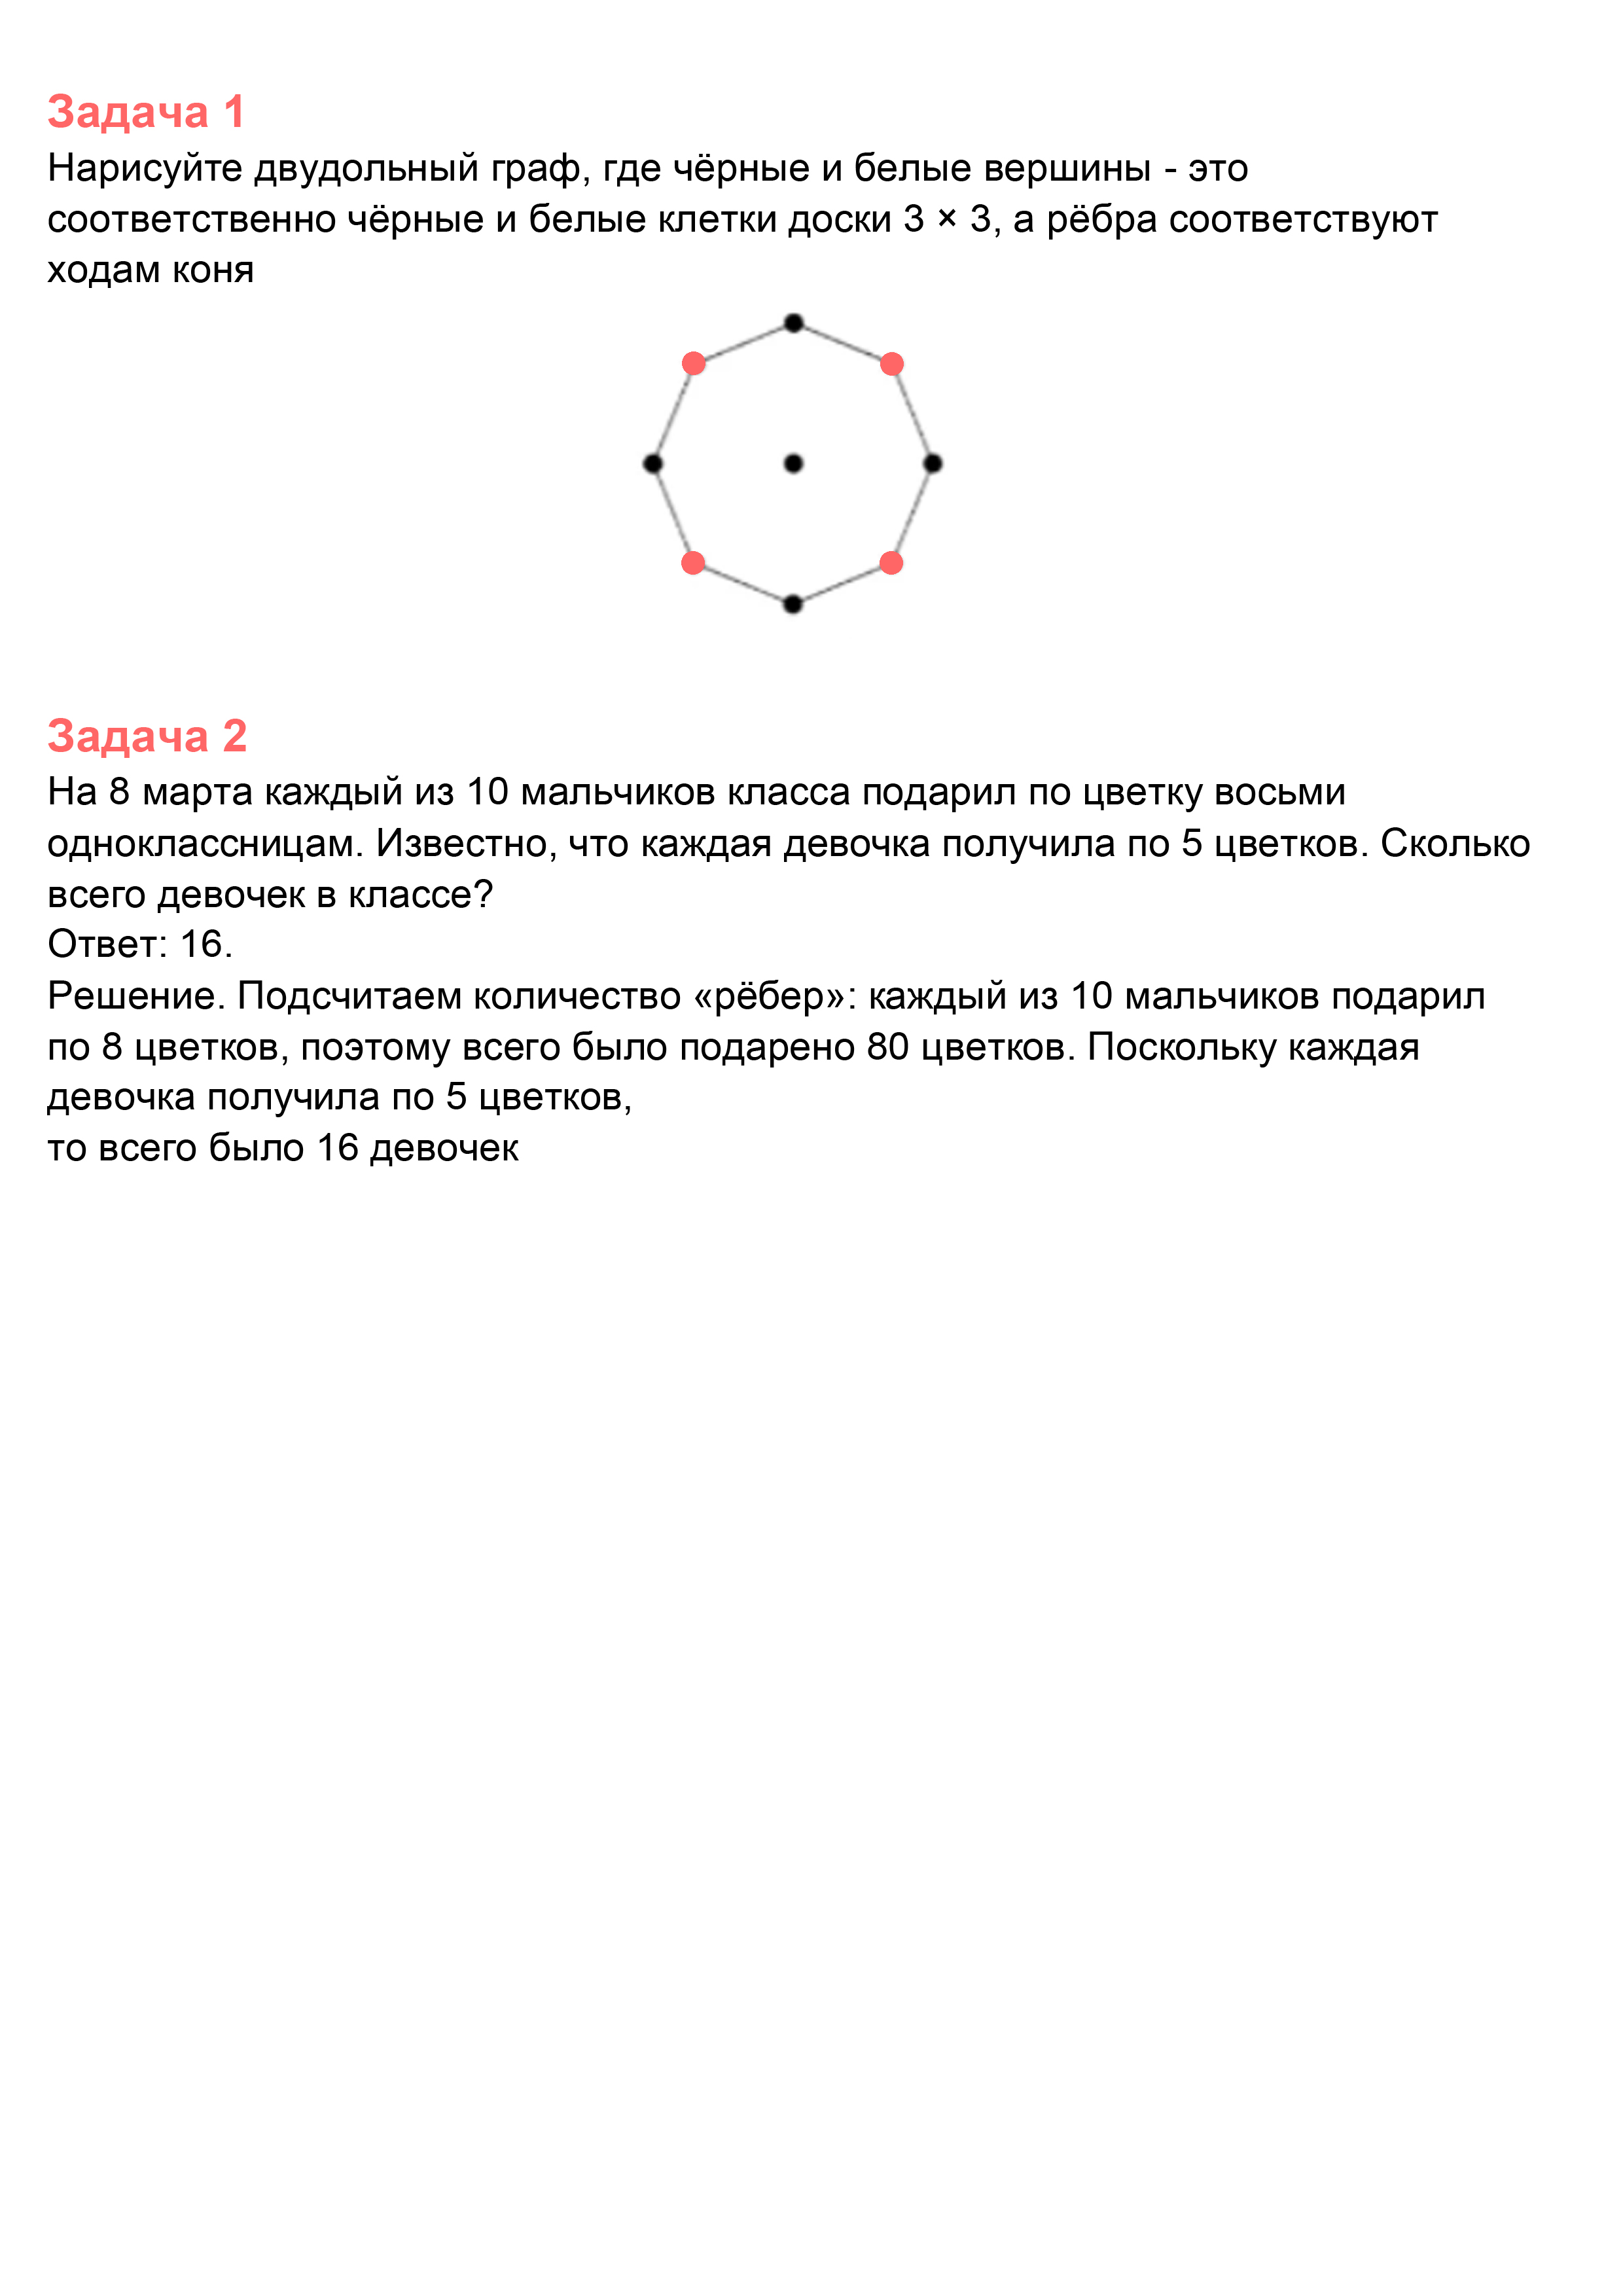 Задача 1
Нарисуйте двудольный граф, где чёрные и белые вершины - это
соответственно чёрные и белые клетки доски 3 × 3, а рёбра соответствуют
ходам коня
Задача 2
На 8 марта каждый из 10 мальчиков класса подарил по цветку восьми
одноклассницам. Известно, что каждая девочка получила по 5 цветков. Сколько
всего девочек в классе?
Ответ: 16.
Решение. Подсчитаем количество «рёбер»: каждый из 10 мальчиков подарил
по 8 цветков, поэтому всего было подарено 80 цветков. Поскольку каждая
девочка получила по 5 цветков,
то всего было 16 девочек